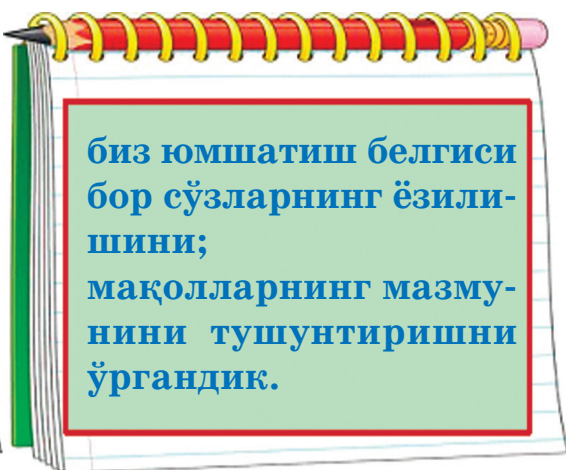 биз юмшатиш белгиси
бор сўзларнинг ёзили-
шини;
мақолларнинг мазму-
нини тушунтиришни
ўргандик.